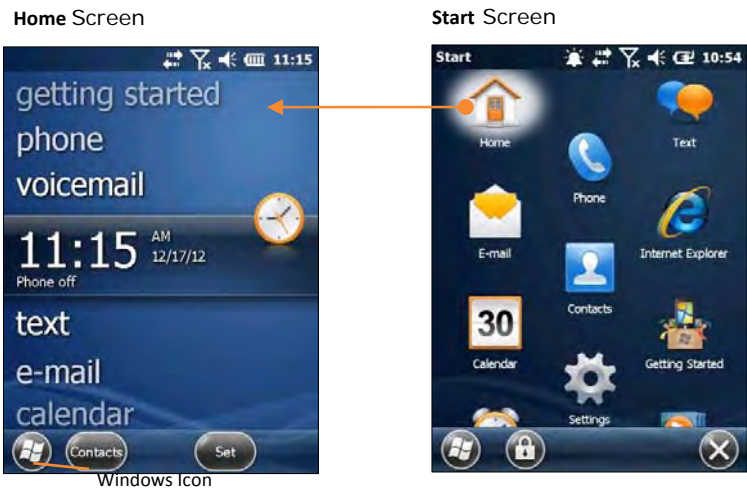 Home Screen
11:15
getting started
phone
voicemail
11:15 AM
12/17/12
Phone off
text
e-mail
calendar
Contacts
Set
Windows Icon
Start Screen
Start
10:54
Home
Text
Phone
E-mail
Internet Explorer
Contacts
30
Calendar
Getting Started
Settings